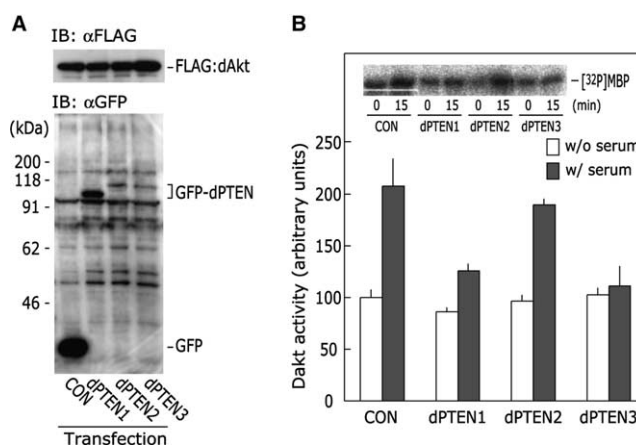 A
IB: αFLAG
FLAG:dAkt
IB: αGFP
(kDa)
200 -
118 -
91 -
62 -
46 -
GFP-dPTEN
-GFP
CON
dPTEN1
dPTEN2
dPTEN3
Transfection
B
Dakt activity (arbitrary units)
200
150
100
50
-[32P]MBP
0 15 0 15 0 15 0 15 (min)
CON dPTEN1 dPTEN2 dPTEN3
w/o serum
w/ serum
CON dPTEN1 dPTEN2 dPTEN3